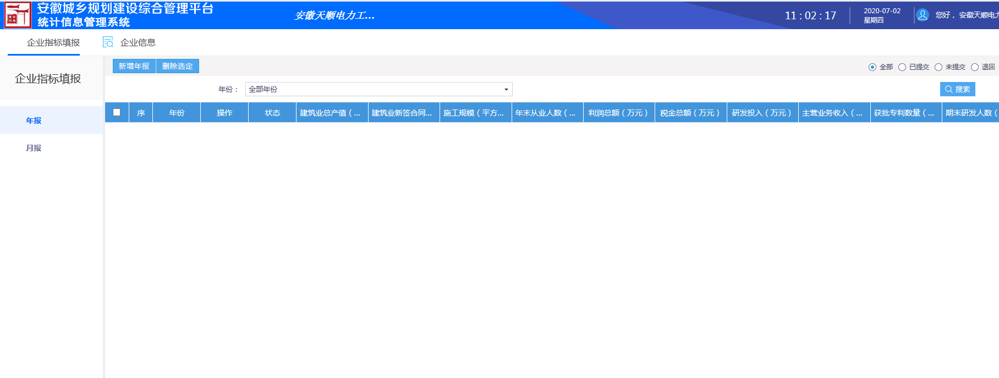 安徽城乡规划建设综合管理平台
统计信息管理系统
安徽天顺电力工...
11 : 02 : 17
2020-07-02
星期四
您好， 安徽天顺电力
企业指标填报
企业信息
企业指标填报
年报
月报
新增年报
删除选定
全部
已提交
未提交
退回
年份：
全部年份
搜索
序
年份
操作
状态
建筑业总产值（...
建筑业新签合同...
施工规模（平方...
年末从业人数（...
利润总额（万元）
税金总额（万元）
研发投入（万元）
主营业务收入（...
获批专利数量（...
期末研发人数（